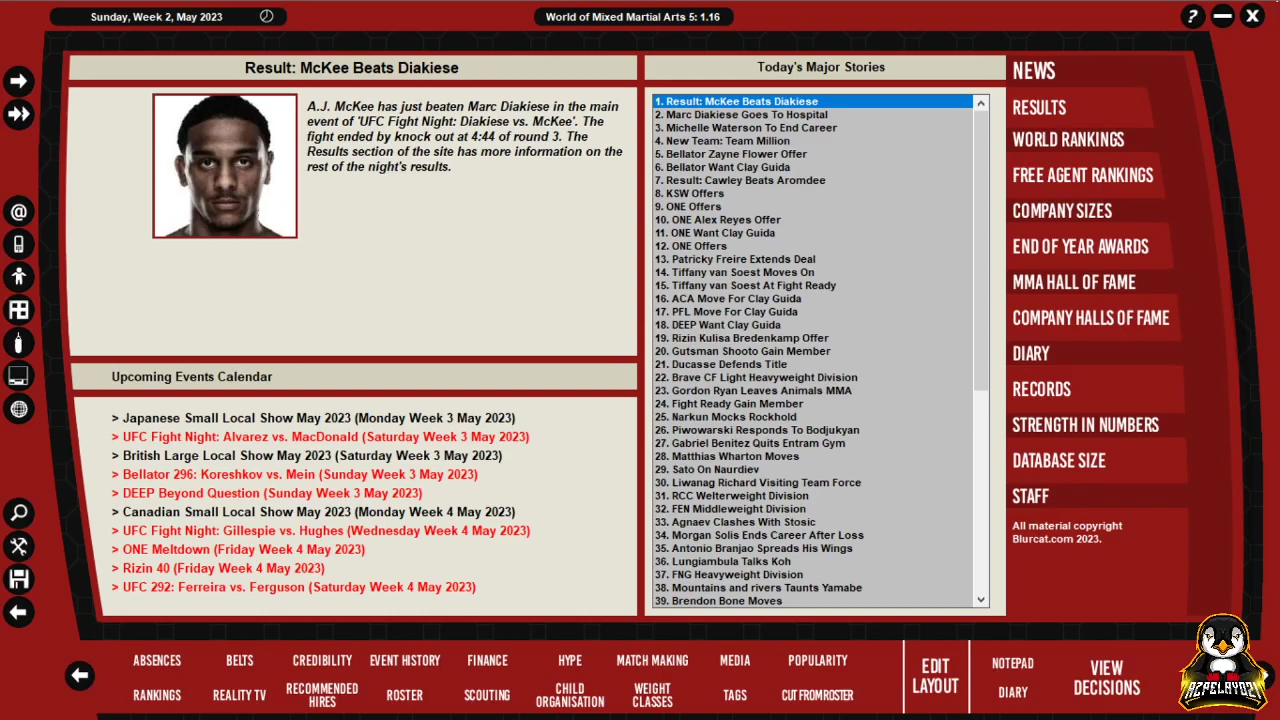 Sunday, Week 2, May 2023
World of Mixed Martial Arts 5: 1.16
?
Result: McKee Beats Diakiese
A.J. McKee has just beaten Marc Diakiese in the main
event of 'UFC Fight Night: Diakiese vs. McKee'. The
fight ended by knock out at 4:44 of round 3. The
Results section of the site has more information on the
rest of the night's results.
Upcoming Events Calendar
> Japanese Small Local Show May 2023 (Monday Week 3 May 2023)
> UFC Fight Night: Alvarez vs. MacDonald (Saturday Week 3 May 2023)
> British Large Local Show May 2023 (Saturday Week 3 May 2023)
> Bellator 296: Koreshkov vs. Mein (Sunday Week 3 May 2023)
> DEEP Beyond Question (Sunday Week 3 May 2023)
> Canadian Small Local Show May 2023 (Monday Week 4 May 2023)
> UFC Fight Night: Gillespie vs. Hughes (Wednesday Week 4 May 2023)
> ONE Meltdown (Friday Week 4 May 2023)
> Rizin 40 (Friday Week 4 May 2023)
> UFC 292: Ferreira vs. Ferguson (Saturday Week 4 May 2023)
Today's Major Stories
1. Result: McKee Beats Diakiese
2. Marc Diakiese Goes To Hospital
3. Michelle Waterson To End Career
4. New Team: Team Million
5. Bellator Zayne Flower Offer
6. Bellator Want Clay Guida
7. Result: Cawley Beats Aromdee
8. KSW Offers
9. ONE Offers
10. ONE Alex Reyes Offer
11. ONE Want Clay Guida
12. ONE Offers
13. Patricky Freire Extends Deal
14. Tiffany van Soest Moves On
15. Tiffany van Soest At Fight Ready
16. ACA Move For Clay Guida
17. PFL Move For Clay Guida
18. DEEP Want Clay Guida
19. Rizin Kulisa Bredenkamp Offer
20. Gutsman Shooto Gain Member
21. Ducasse Defends Title
22. Brave CF Light Heavyweight Division
23. Gordon Ryan Leaves Animals MMA
24. Fight Ready Gain Member
25. Narkun Mocks Rockhold
26. Piwowarski Responds To Bodjukyan
27. Gabriel Benitez Quits Entram Gym
28. Matthias Wharton Moves
29. Sato On Naurdiev
30. Liwanag Richard Visiting Team Force
31. RCC Welterweight Division
32. FEN Middleweight Division
33. Agnaev Clashes With Stosic
34. Morgan Solis Ends Career After Loss
35. Antonio Branjao Spreads His Wings
36. Lungiambula Talks Koh
37. FNG Heavyweight Division
38. Mountains and rivers Taunts Yamabe
39. Brendon Bone Moves
NEWS
RESULTS
WORLD RANKINGS
FREE AGENT RANKINGS
COMPANY SIZES
END OF YEAR AWARDS
MMA HALL OF FAME
COMPANY HALLS OF FAME
DIARY
RECORDS
STRENGTH IN NUMBERS
DATABASE SIZE
STAFF
All material copyright
Blurcat.com 2023.
ABSENCES
BELTS
CREDIBILITY
EVENT HISTORY
FINANCE
HYPE
MATCH MAKING
MEDIA
POPULARITY
RANKINGS
REALITY TV
RECOMMENDED
HIRES
ROSTER
SCOUTING
CHILD
ORGANISATION
WEIGHT
CLASSES
TAGS
CUT FROM ROSTER
EDIT
LAYOUT
NOTEPAD
DIARY
VIEW
DECISIONS
ACPELAYO21